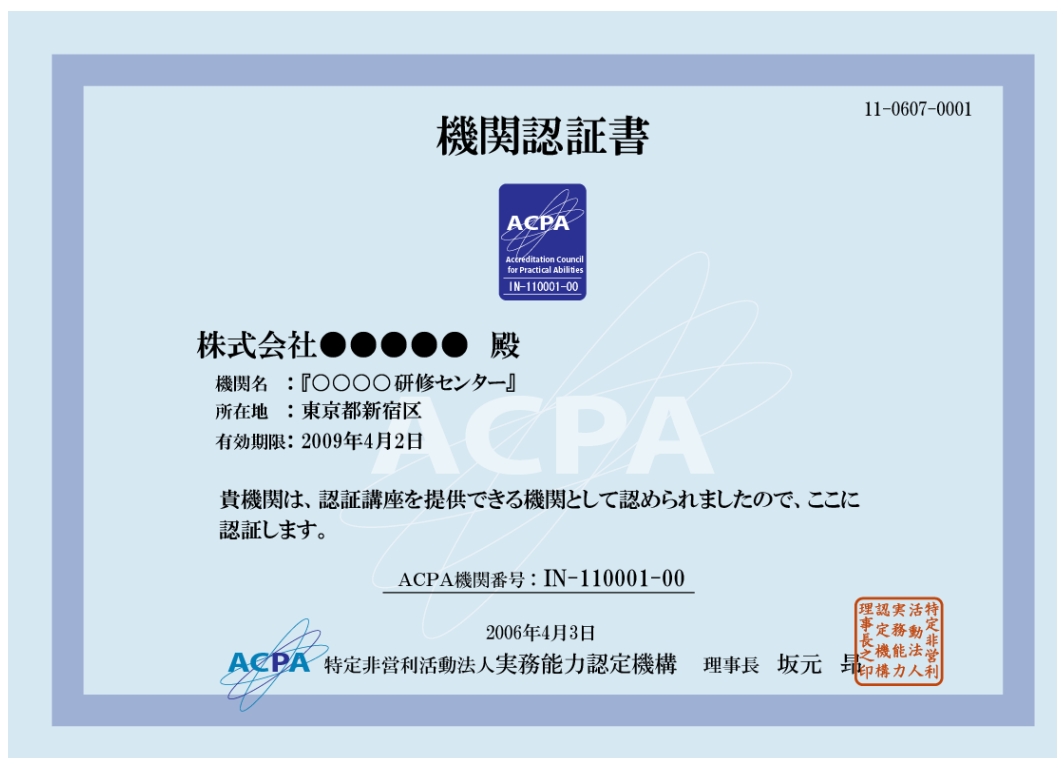 11-0607-0001
機関認証書
ACPA
Accreditation Council
for Practical Abilities
IN-110001-00
株式会社●●●●● 殿
機関名 :『○○○○研修センター』
所在地 :東京都新宿区
有効期限:2009年4月2日
ACPA
貴機関は、認証講座を提供できる機関として認められましたので、ここに
認証します。
ACPA機関番号:IN-110001-00
2006年4月3日
ACPA 特定非営利活動法人実務能力認定機構 理事長 坂元 昻
特定非営利
活動法人
実務能力
認定機構
理事長之印